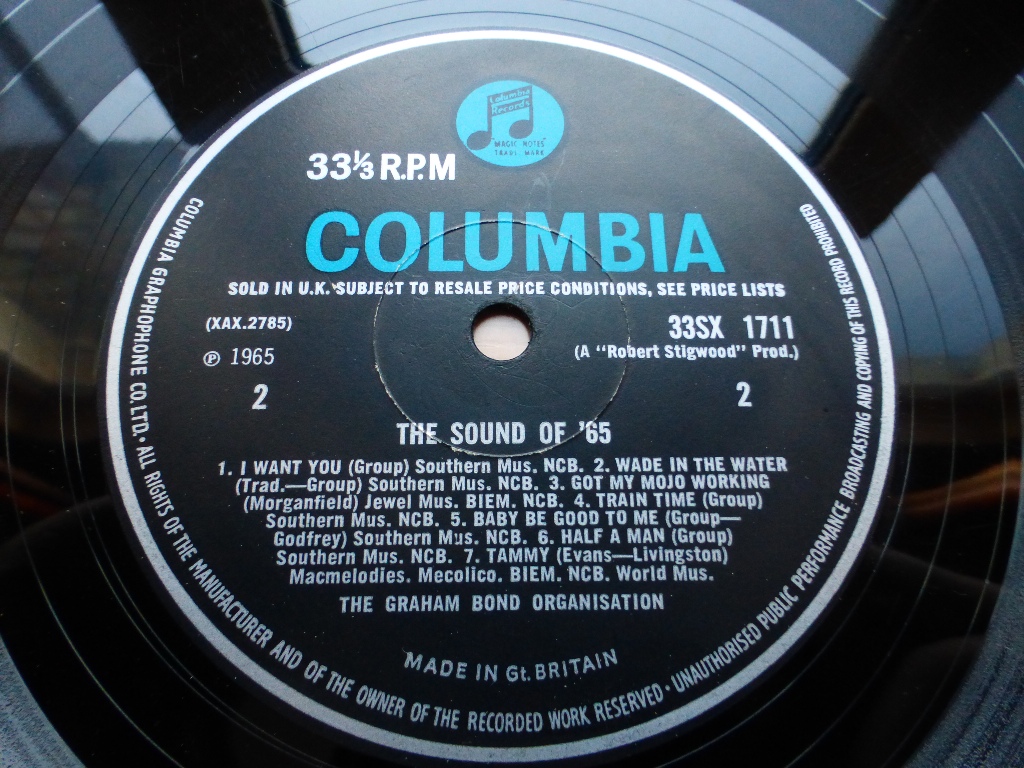 Columbia
Records
MAGIC NOTES
TRADE MARK
33⅓ R.P.M
COLUMBIA
SOLD IN U.K. SUBJECT TO RESALE PRICE CONDITIONS, SEE PRICE LISTS
(XAX.2785)
33SX 1711
℗ 1965
(A "Robert Stigwood" Prod.)
2
2
THE SOUND OF '65
1. I WANT YOU (Group) Southern Mus. NCB. 2. WADE IN THE WATER
(Trad.—Group) Southern Mus. NCB. 3. GOT MY MOJO WORKING
(Morganfield) Jewel Mus. BIEM. NCB. 4. TRAIN TIME (Group)
Southern Mus. NCB. 5. BABY BE GOOD TO ME (Group—
Godfrey) Southern Mus. NCB. 6. HALF A MAN (Group)
Southern Mus. NCB. 7. TAMMY (Evans—Livingston)
Macmelodies. Mecolico. BIEM. NCB. World Mus.
THE GRAHAM BOND ORGANISATION
MADE IN Gt. BRITAIN
COLUMBIA GRAPHOPHONE CO. LTD. • ALL RIGHTS OF THE MANUFACTURER AND OF THE OWNER OF THE RECORDED WORK RESERVED • UNAUTHORISED PUBLIC PERFORMANCE BROADCASTING AND COPYING OF THIS RECORD PROHIBITED